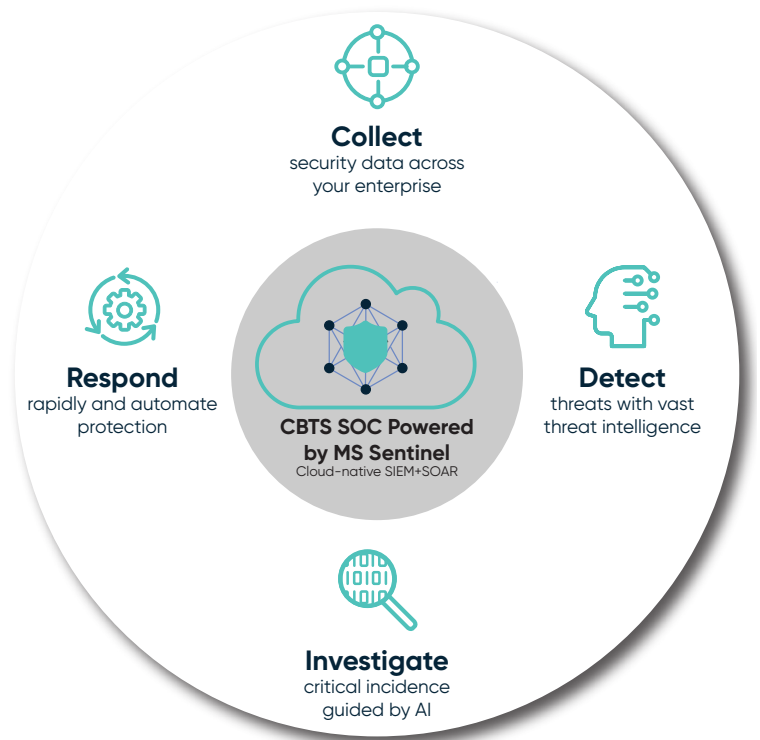 Collect
security data across
your enterprise
Respond
rapidly and automate
protection
CBTS SOC Powered
by MS Sentinel
Cloud-native SIEM+SOAR
Detect
threats with vast
threat intelligence
0101
Investigate
critical incidence
guided by AI